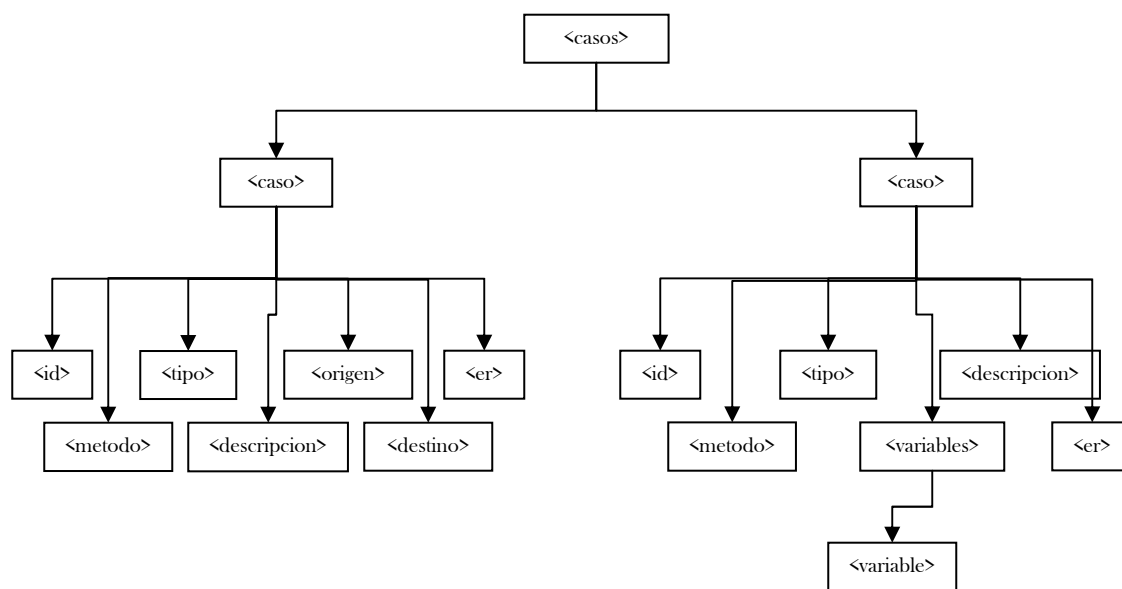 <casos>
<caso>
<caso>
<id>
<tipo>
<origen>
<er>
<id>
<tipo>
<descripcion>
<metodo>
<descripcion>
<destino>
<metodo>
<variables>
<er>
<variable>